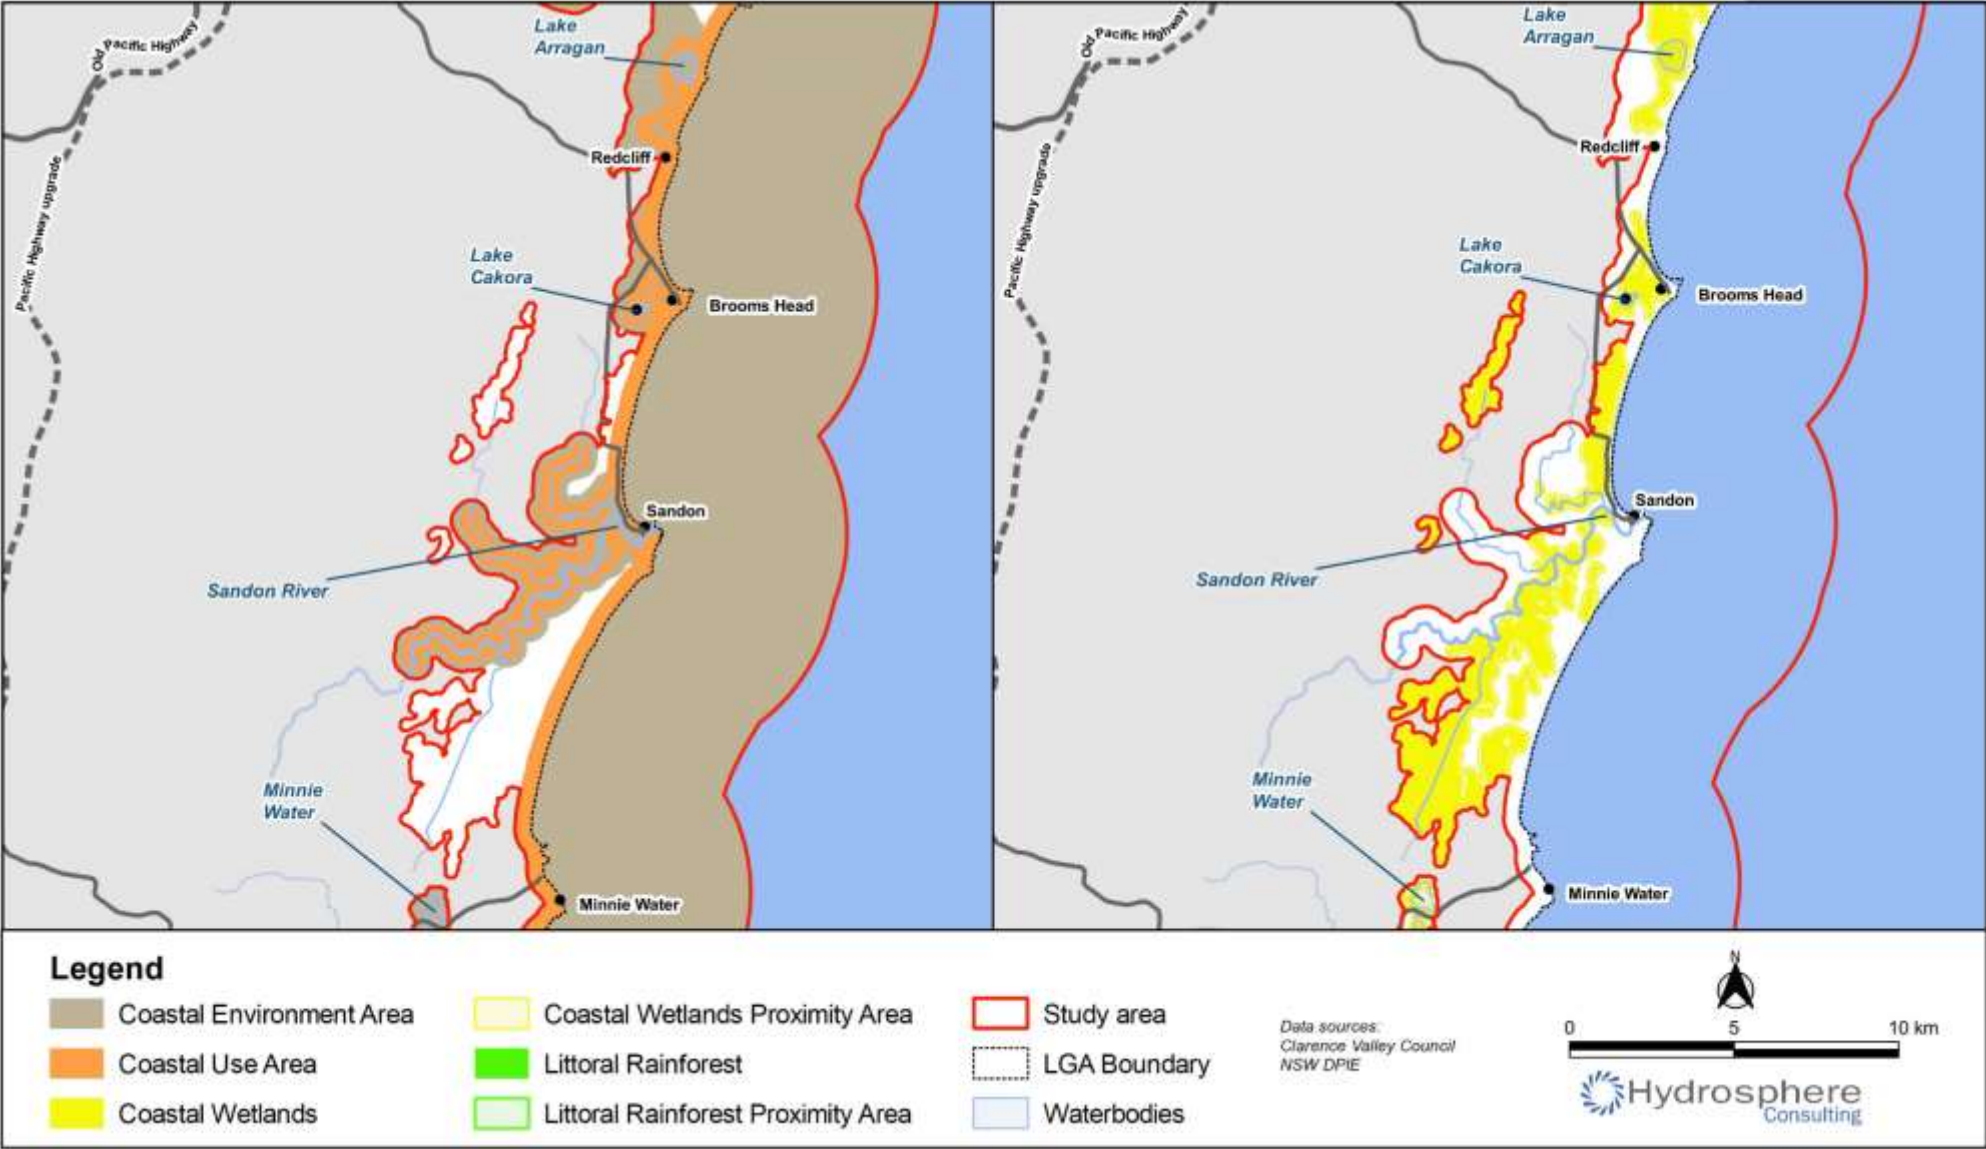 Lake
Arragan
Old Pacific Highway
Pacific Highway upgrade
Redcliff
Lake
Cakora
Brooms Head
Sandon
Sandon River
Minnie
Water
Minnie Water
Lake
Arragan
Old Pacific Highway
Pacific Highway upgrade
Redcliff
Lake
Cakora
Brooms Head
Sandon
Sandon River
Minnie
Water
Minnie Water
Legend
Coastal Environment Area
Coastal Use Area
Coastal Wetlands
Coastal Wetlands Proximity Area
Littoral Rainforest
Littoral Rainforest Proximity Area
Study area
LGA Boundary
Waterbodies
Data sources:
Clarence Valley Council
NSW DPIE
N
0 5 10 km
Hydrosphere
Consulting